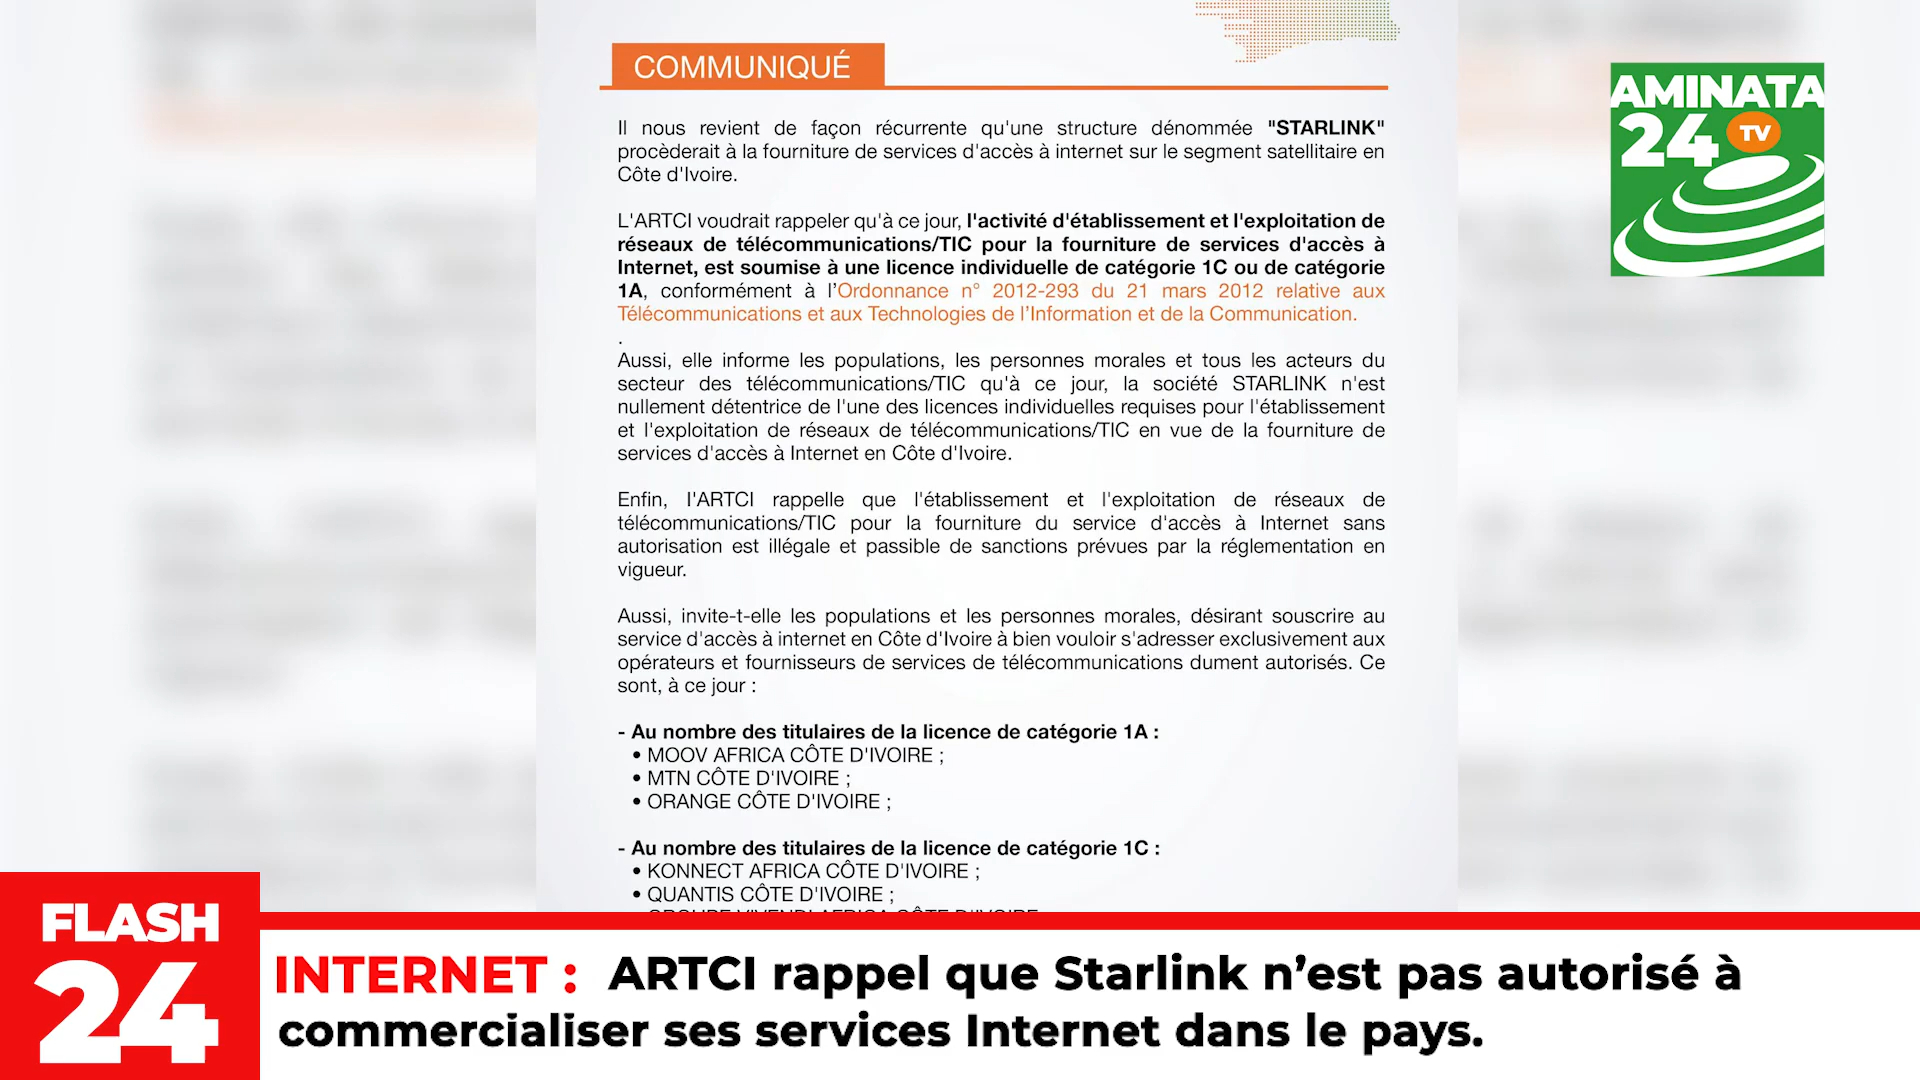 COMMUNIQUÉ
Il nous revient de façon récurrente qu'une structure dénommée "STARLINK"
procèderait à la fourniture de services d'accès à internet sur le segment satellitaire en
Côte d'Ivoire.
L'ARTCI voudrait rappeler qu'à ce jour, l'activité d'établissement et l'exploitation de
réseaux de télécommunications/TIC pour la fourniture de services d'accès à
Internet, est soumise à une licence individuelle de catégorie 1C ou de catégorie
1A, conformément à l'Ordonnance n° 2012-293 du 21 mars 2012 relative aux
Télécommunications et aux Technologies de l'Information et de la Communication.
.
Aussi, elle informe les populations, les personnes morales et tous les acteurs du
secteur des télécommunications/TIC qu'à ce jour, la société STARLINK n'est
nullement détentrice de l'une des licences individuelles requises pour l'établissement
et l'exploitation de réseaux de télécommunications/TIC en vue de la fourniture de
services d'accès à Internet en Côte d'Ivoire.
Enfin, l'ARTCI rappelle que l'établissement et l'exploitation de réseaux de
télécommunications/TIC pour la fourniture du service d'accès à Internet sans
autorisation est illégale et passible de sanctions prévues par la réglementation en
vigueur.
Aussi, invite-t-elle les populations et les personnes morales, désirant souscrire au
service d'accès à internet en Côte d'Ivoire à bien vouloir s'adresser exclusivement aux
opérateurs et fournisseurs de services de télécommunications dument autorisés. Ce
sont, à ce jour :
- Au nombre des titulaires de la licence de catégorie 1A :
• MOOV AFRICA CÔTE D'IVOIRE ;
• MTN CÔTE D'IVOIRE ;
• ORANGE CÔTE D'IVOIRE ;
- Au nombre des titulaires de la licence de catégorie 1C :
• KONNECT AFRICA CÔTE D'IVOIRE ;
• QUANTIS CÔTE D'IVOIRE ;
• GROUPE VIVENDI AFRICA CÔTE D'IVOIRE
AMINATA
24 TV
FLASH
24
INTERNET : ARTCI rappel que Starlink n’est pas autorisé à
commercialiser ses services Internet dans le pays.